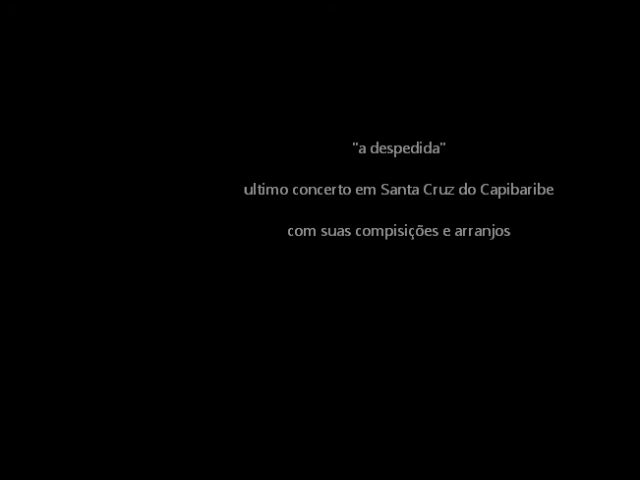 "a despedida"
ultimo concerto em Santa Cruz do Capibaribe
com suas compisições e arranjos